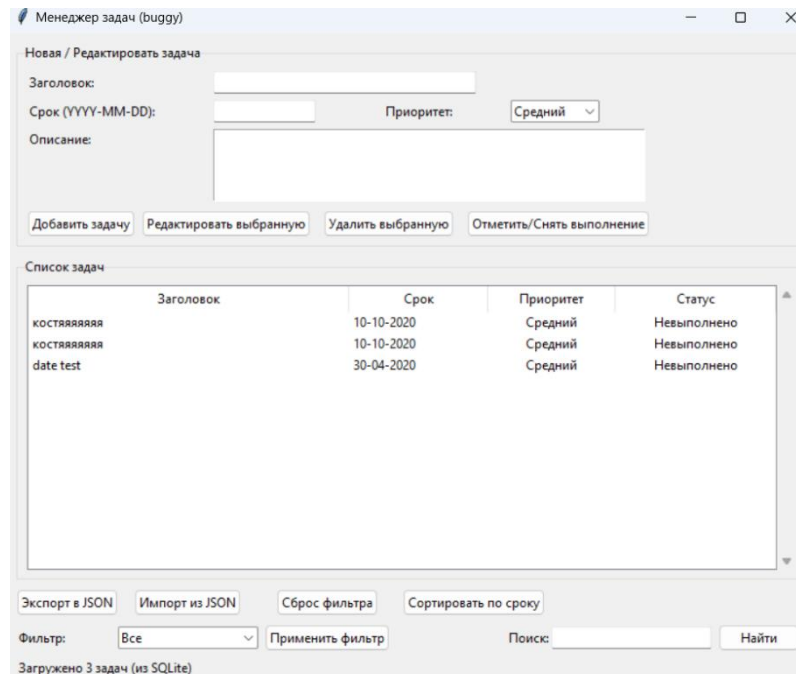 Менеджер задач (buggy)
Новая / Редактировать задача
Заголовок:
Срок (YYYY-MM-DD): Приоритет: Средний
Описание:
Добавить задачу Редактировать выбранную Удалить выбранную Отметить/Снять выполнение
Список задач
Заголовок Срок Приоритет Статус
костяяяяяяя 10-10-2020 Средний Невыполнено
костяяяяяяя 10-10-2020 Средний Невыполнено
date test 30-04-2020 Средний Невыполнено
Экспорт в JSON Импорт из JSON Сброс фильтра Сортировать по сроку
Фильтр: Все Применить фильтр Поиск: Найти
Загружено 3 задач (из SQLite)